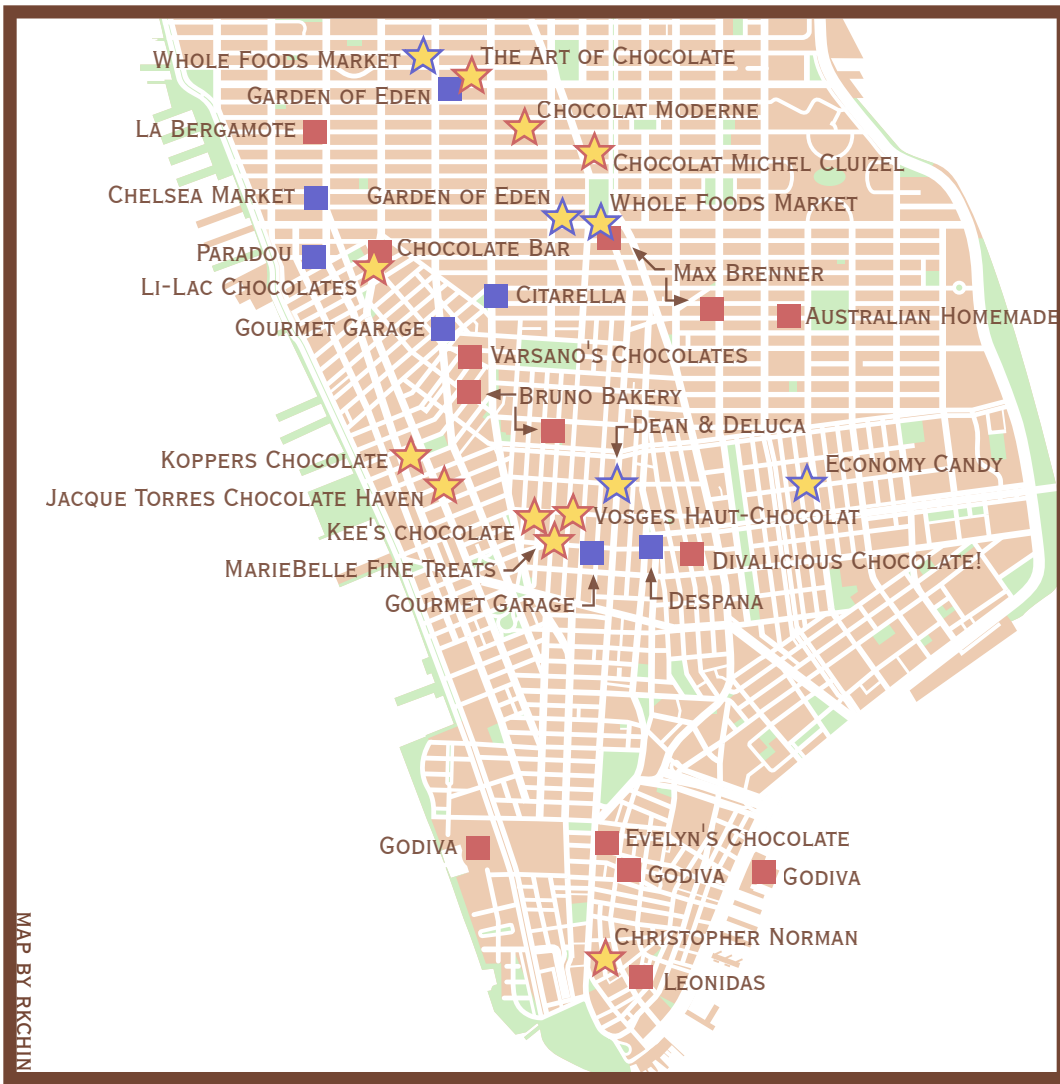 Whole Foods Market
The Art of Chocolate
Garden of Eden
Chocolat Moderne
La Bergamote
Chocolat Michel Cluizel
Chelsea Market
Garden of Eden
Whole Foods Market
Paradou
Chocolate Bar
Max Brenner
Li-Lac Chocolates
Citarella
Australian Homemade
Gourmet Garage
Varsano's Chocolates
Bruno Bakery
Dean & Deluca
Koppers Chocolate
Economy Candy
Jacque Torres Chocolate Haven
Vosges Haut-Chocolat
Kee's chocolate
Divalicious Chocolate!
MarieBelle Fine Treats
Gourmet Garage
Despana
Evelyn's Chocolate
Godiva
Godiva
Godiva
Christopher Norman
Leonidas
MAP BY RKCHIN